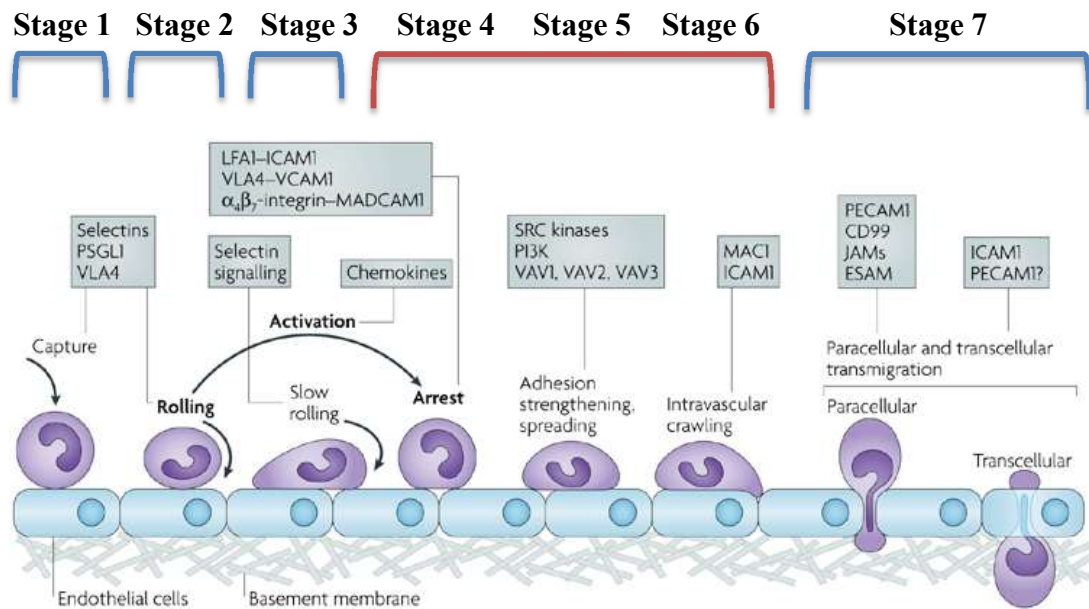 Stage 1 Stage 2 Stage 3 Stage 4 Stage 5 Stage 6 Stage 7
LFA1–ICAM1
VLA4–VCAM1
α₄β₇-integrin–MADCAM1
Selectins
PSGL1
VLA4
Selectin
signalling
Chemokines
SRC kinases
PI3K
VAV1, VAV2, VAV3
MAC1
ICAM1
PECAM1
CD99
JAMs
ESAM
ICAM1
PECAM1?
Capture
Rolling
Activation
Slow
rolling
Arrest
Adhesion
strengthening,
spreading
Intravascular
crawling
Paracellular and transcellular
transmigration
Paracellular
Transcellular
Endothelial cells
Basement membrane